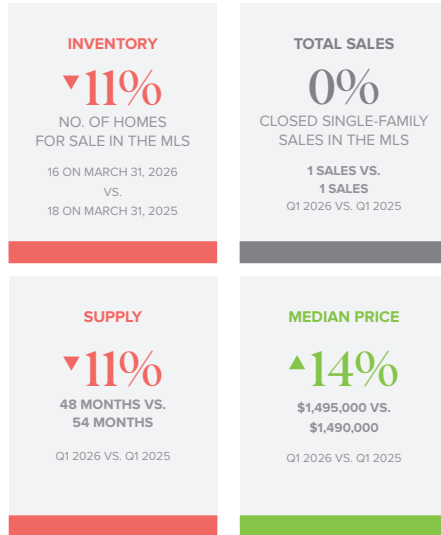 INVENTORY
▼11%
NO. OF HOMES
FOR SALE IN THE MLS
16 ON MARCH 31, 2026
VS.
18 ON MARCH 31, 2025
TOTAL SALES
0%
CLOSED SINGLE-FAMILY
SALES IN THE MLS
1 SALES VS.
1 SALES
Q1 2026 VS. Q1 2025
SUPPLY
▼11%
48 MONTHS VS.
54 MONTHS
Q1 2026 VS. Q1 2025
MEDIAN PRICE
▲14%
$1,495,000 VS.
$1,490,000
Q1 2026 VS. Q1 2025